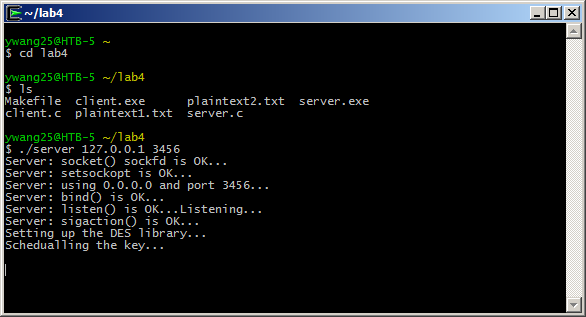 ~/lab4
ywang25@HTB-5 ~
$ cd lab4
ywang25@HTB-5 ~/lab4
$ ls
Makefile  client.exe      plaintext2.txt  server.exe
client.c  plaintext1.txt  server.c
ywang25@HTB-5 ~/lab4
$ ./server 127.0.0.1 3456
Server: socket() sockfd is OK...
Server: setsockopt is OK...
Server: using 0.0.0.0 and port 3456...
Server: bind() is OK...
Server: listen() is OK...Listening...
Server: sigaction() is OK...
Setting up the DES library...
Schedualling the key...